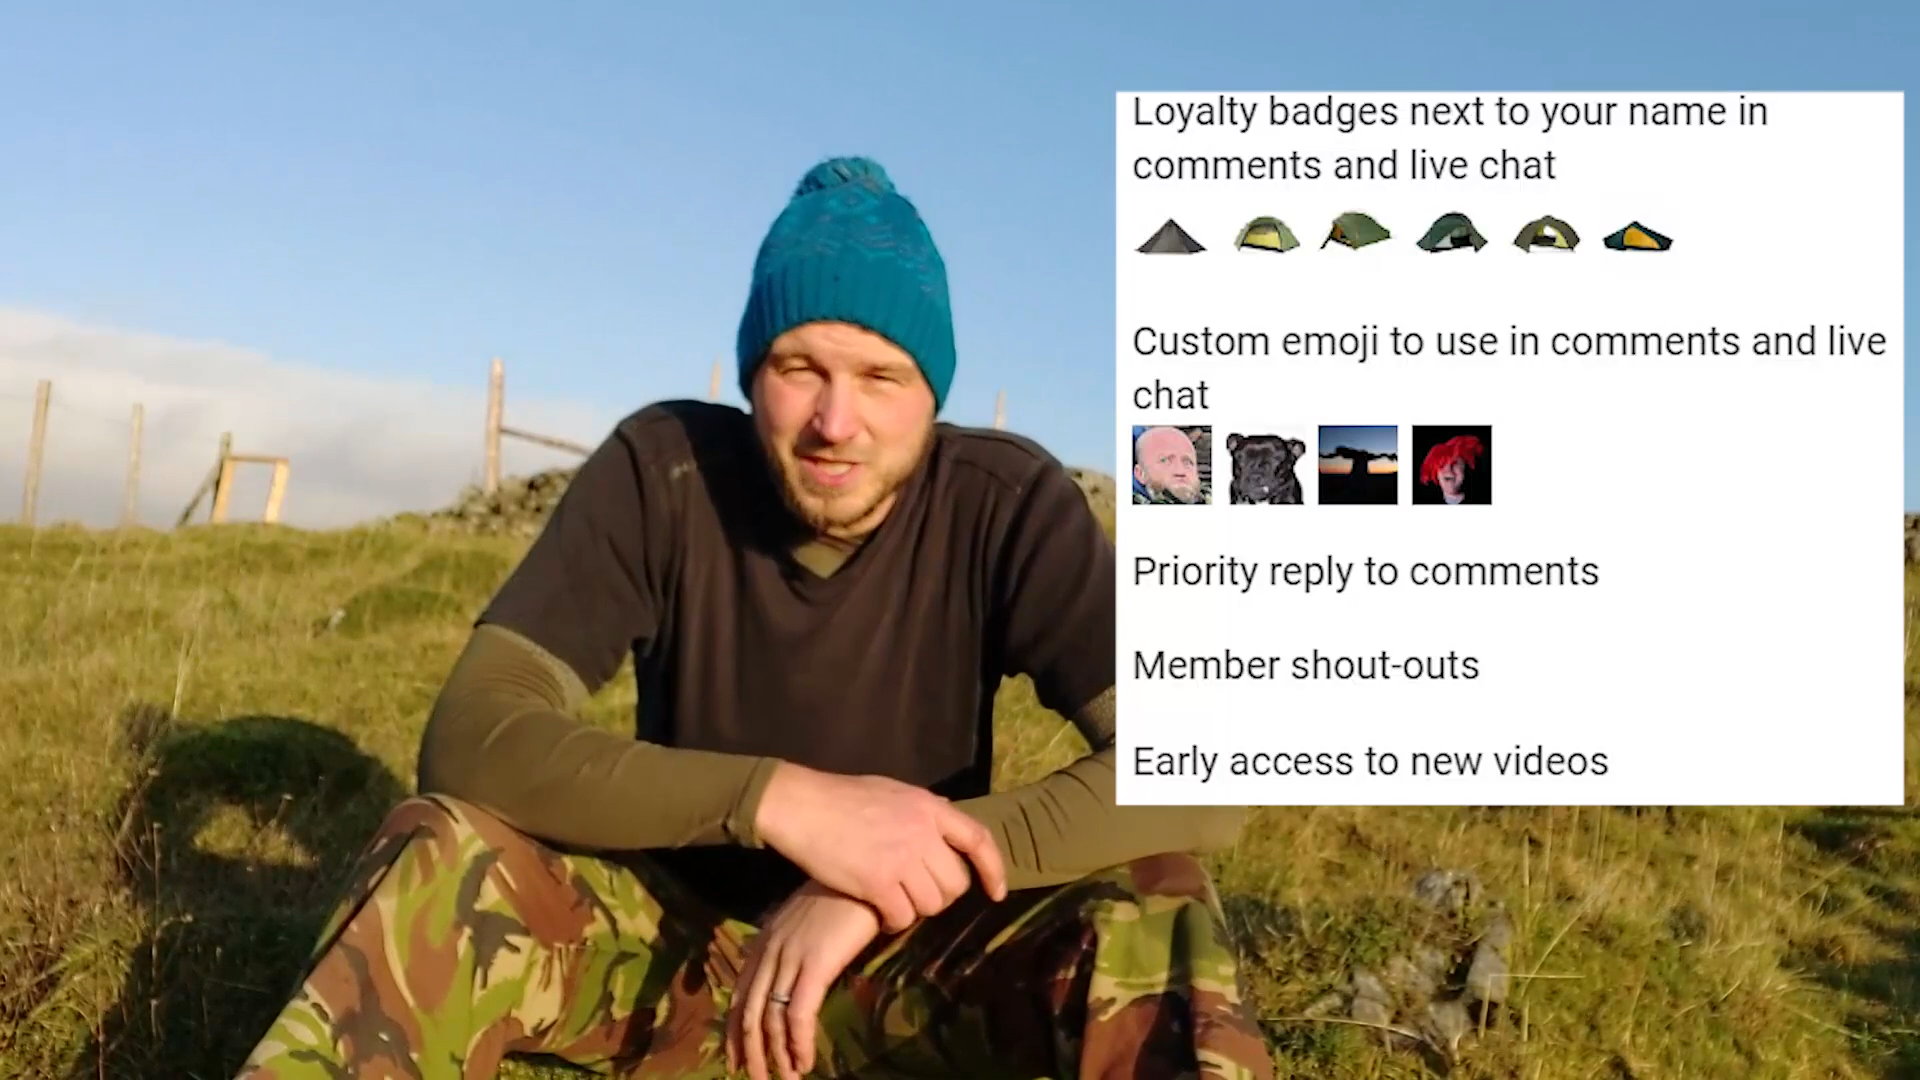 Loyalty badges next to your name in
comments and live chat
Custom emoji to use in comments and live
chat
Priority reply to comments
Member shout-outs
Early access to new videos